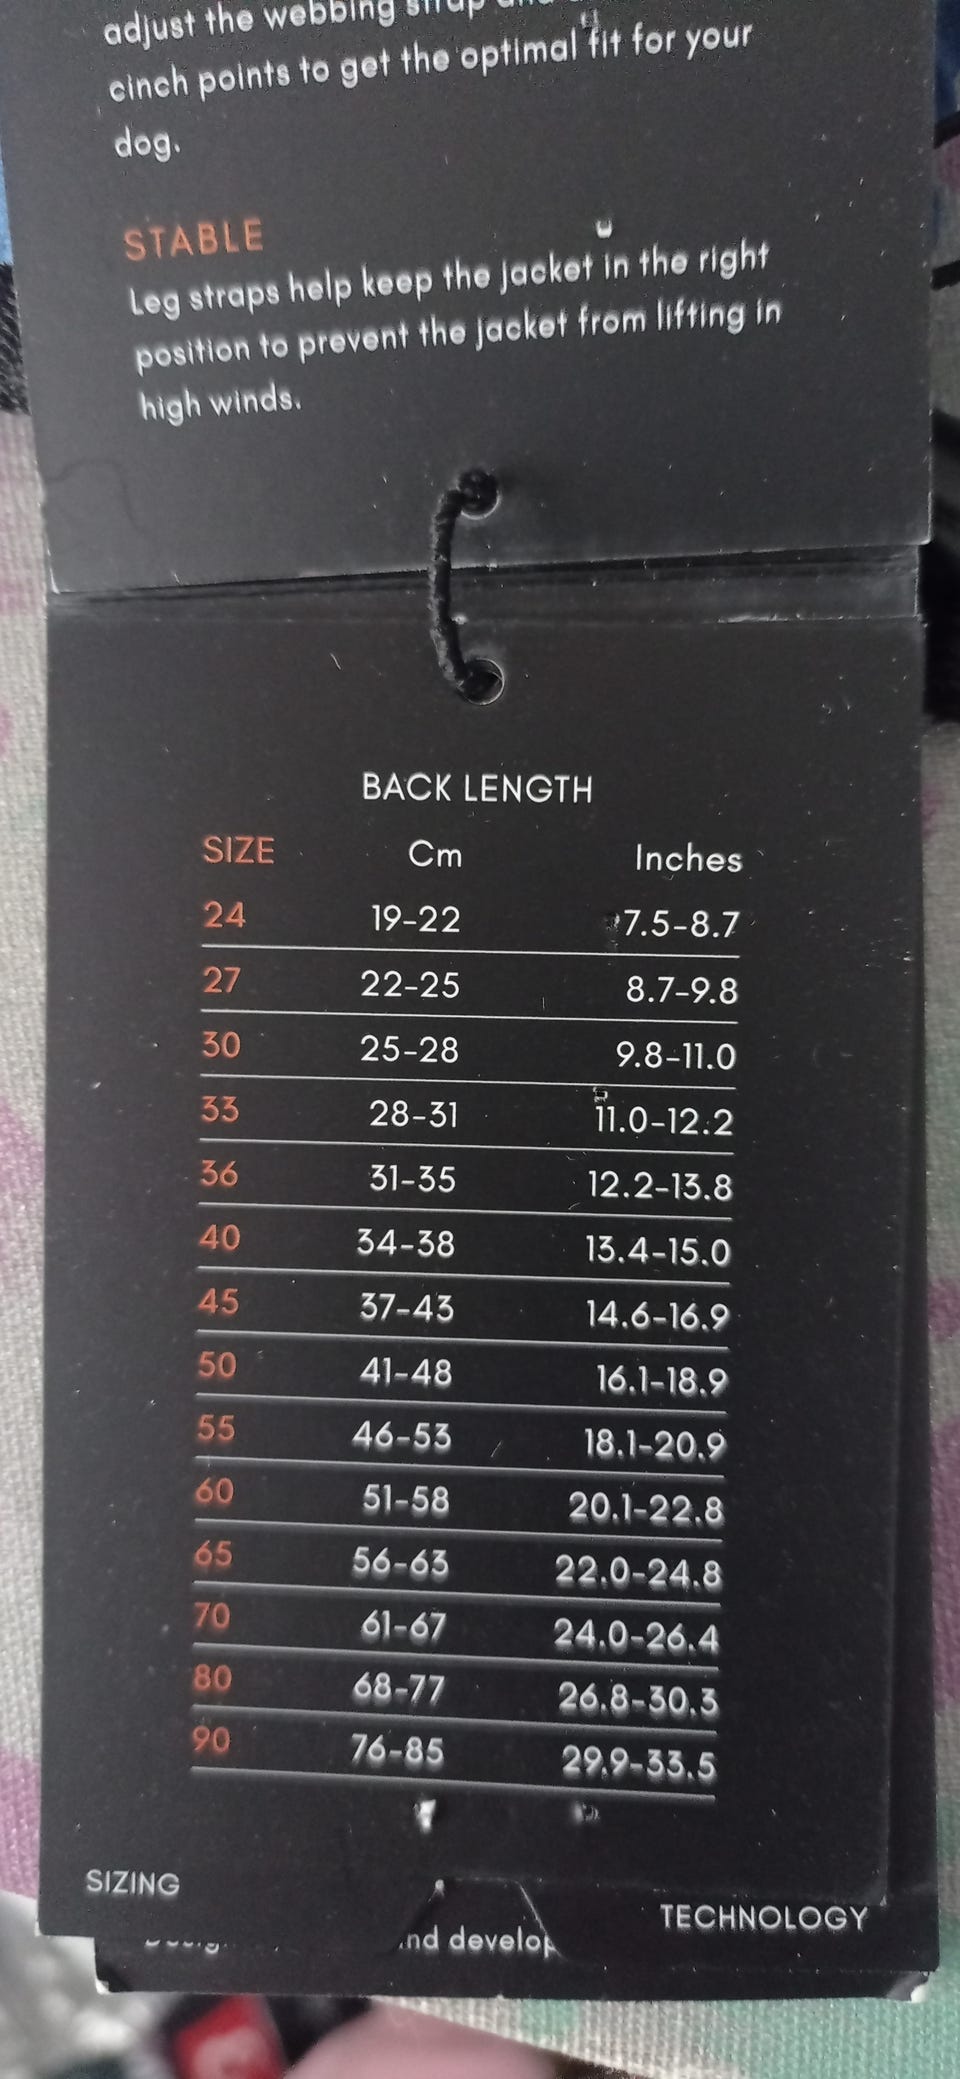 adjust the webbing strap
cinch points to get the optimal fit for your
dog.
STABLE
Leg straps help keep the jacket in the right
position to prevent the jacket from lifting in
high winds.
BACK LENGTH
SIZE Cm Inches
24 19-22 7.5-8.7
27 22-25 8.7-9.8
30 25-28 9.8-11.0
33 28-31 11.0-12.2
36 31-35 12.2-13.8
40 34-38 13.4-15.0
45 37-43 14.6-16.9
50 41-48 16.1-18.9
55 46-53 18.1-20.9
60 51-58 20.1-22.8
65 56-63 22.0-24.8
70 61-67 24.0-26.4
80 68-77 26.8-30.3
90 76-85 29.9-33.5
SIZING
TECHNOLOGY
nd develop